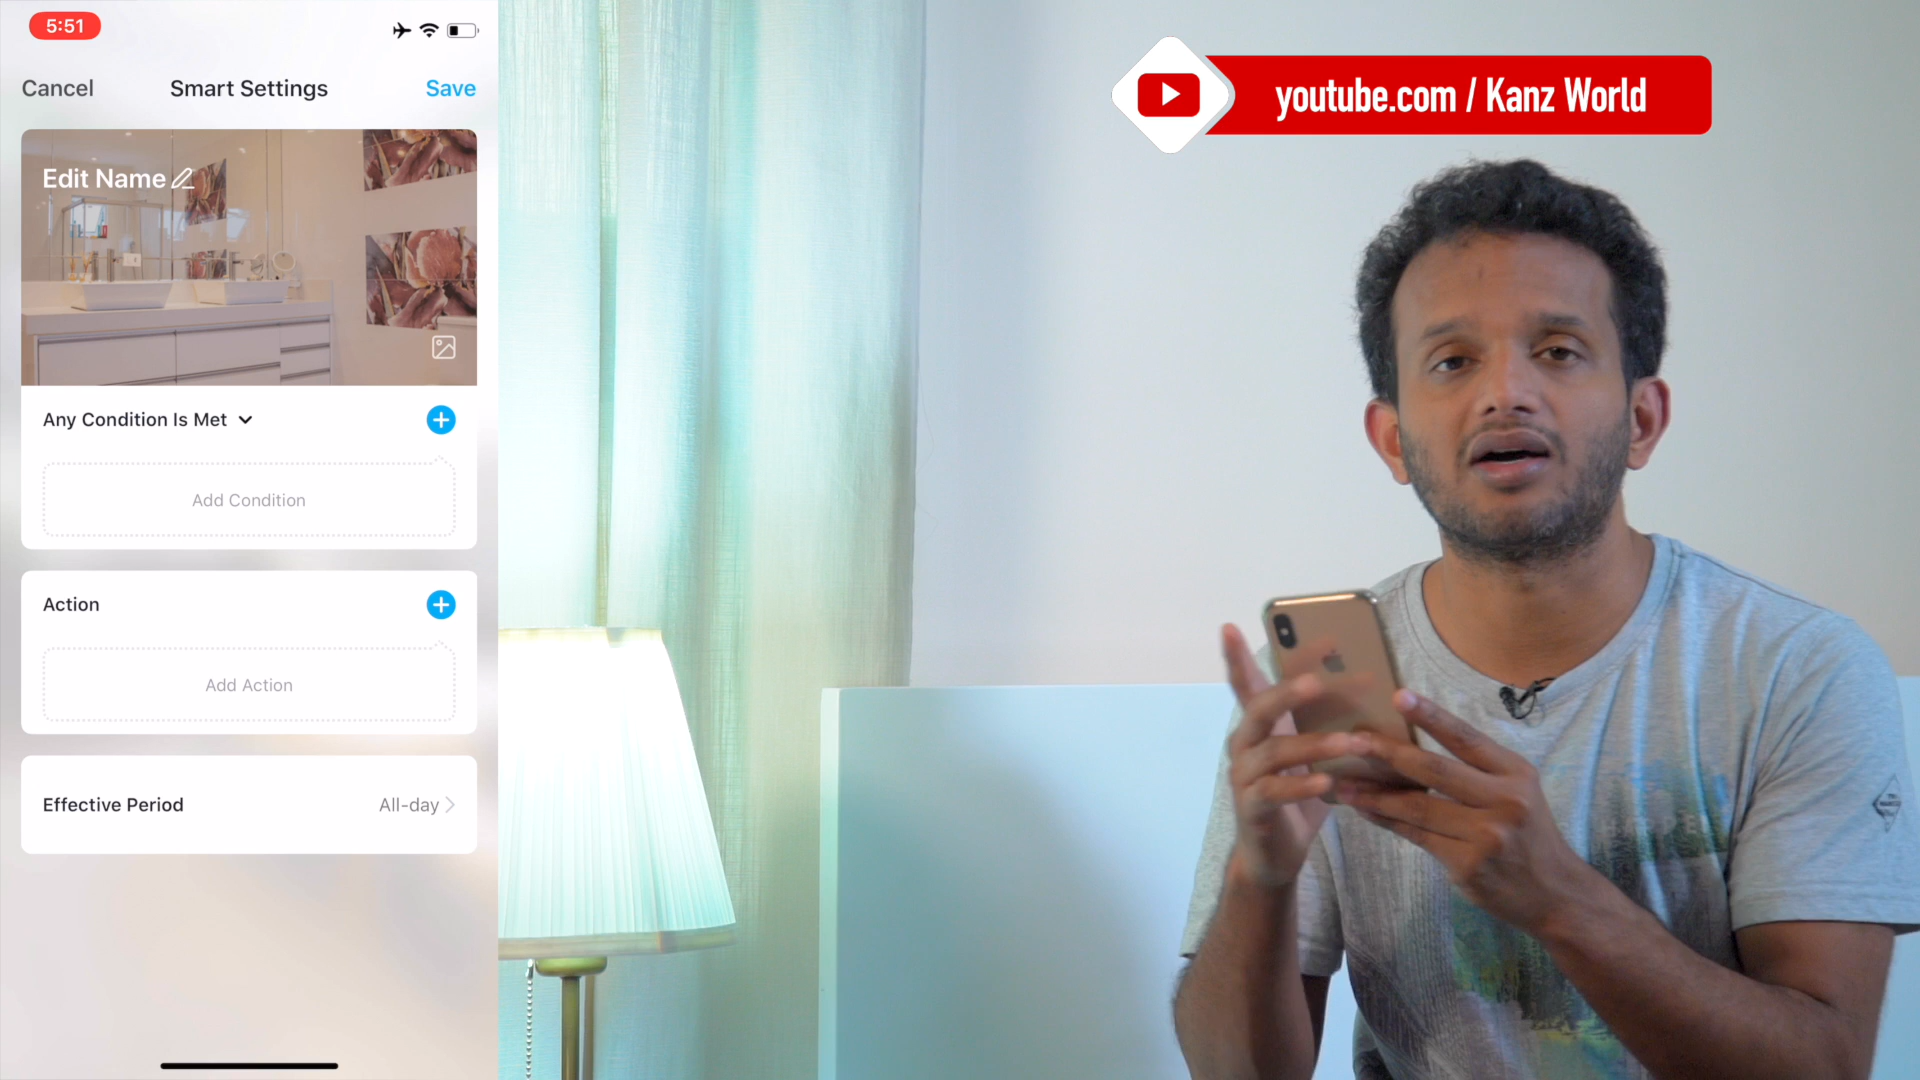 5:51
Cancel
Smart Settings
Save
Edit Name
Any Condition Is Met
Add Condition
Action
Add Action
Effective Period
All-day
youtube.com / Kanz World